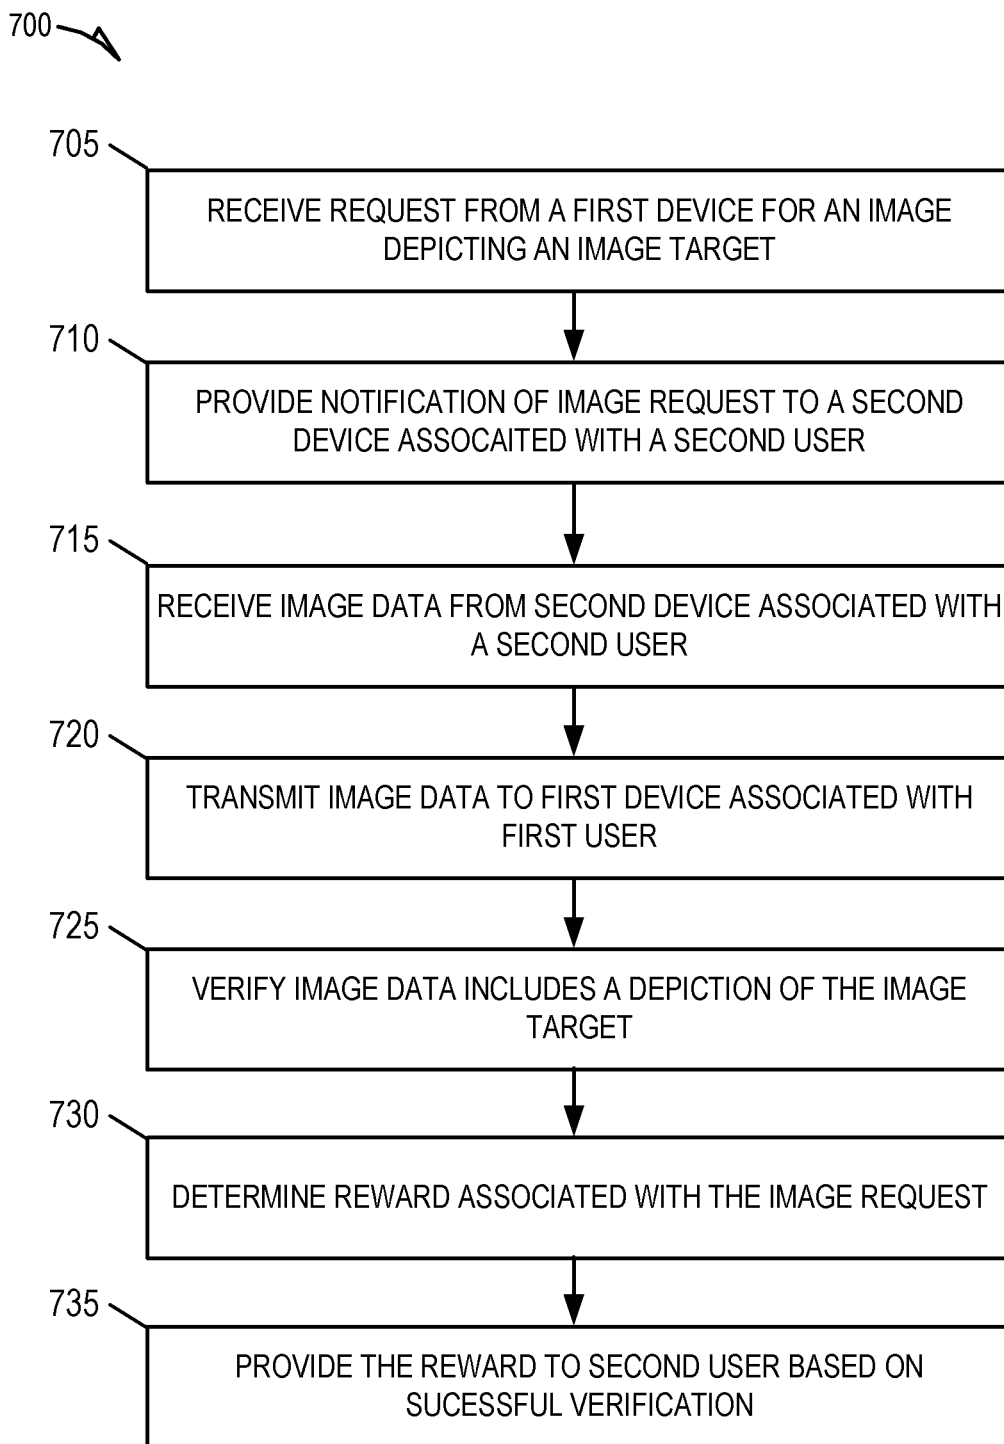 700
705
RECEIVE REQUEST FROM A FIRST DEVICE FOR AN IMAGE
DEPICTING AN IMAGE TARGET
710
PROVIDE NOTIFICATION OF IMAGE REQUEST TO A SECOND
DEVICE ASSOCAITED WITH A SECOND USER
715
RECEIVE IMAGE DATA FROM SECOND DEVICE ASSOCIATED WITH
A SECOND USER
720
TRANSMIT IMAGE DATA TO FIRST DEVICE ASSOCIATED WITH
FIRST USER
725
VERIFY IMAGE DATA INCLUDES A DEPICTION OF THE IMAGE
TARGET
730
DETERMINE REWARD ASSOCIATED WITH THE IMAGE REQUEST
735
PROVIDE THE REWARD TO SECOND USER BASED ON
SUCESSFUL VERIFICATION